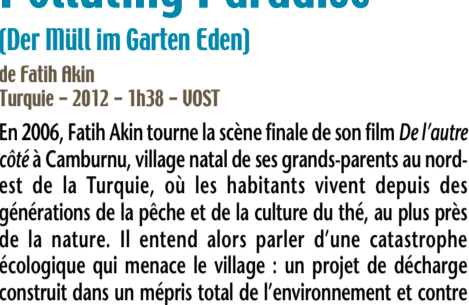 Polluting Paradise
(Der Müll im Garten Eden)
de Fatih Akin
Turquie – 2012 – 1h38 – VOST
En 2006, Fatih Akin tourne la scène finale de son film De l'autre
côté à Camburnu, village natal de ses grands-parents au nord-
est de la Turquie, où les habitants vivent depuis des
générations de la pêche et de la culture du thé, au plus près
de la nature. Il entend alors parler d'une catastrophe
écologique qui menace le village : un projet de décharge
construit dans un mépris total de l'environnement et contre